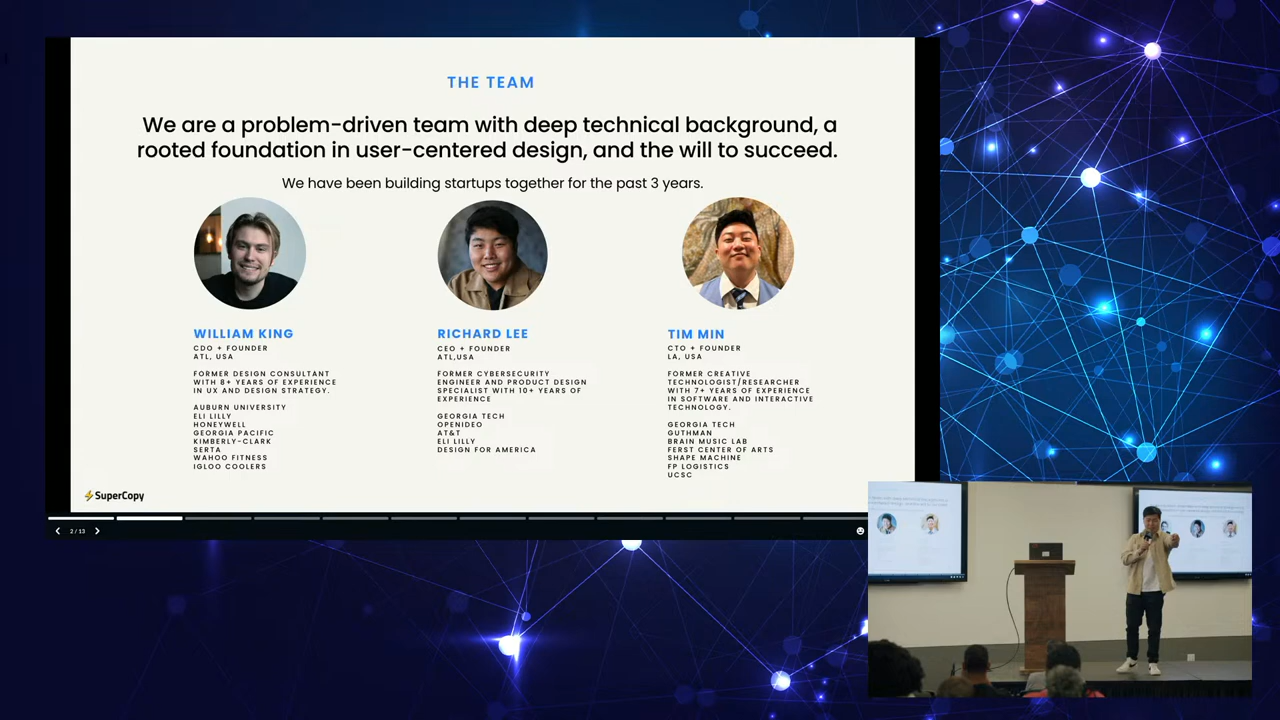 THE TEAM
We are a problem-driven team with deep technical background, a
rooted foundation in user-centered design, and the will to succeed.
We have been building startups together for the past 3 years.
WILLIAM KING
CDO + FOUNDER
ATL, USA
FORMER DESIGN CONSULTANT
WITH 8+ YEARS OF EXPERIENCE
IN UX AND DESIGN STRATEGY.
AUBURN UNIVERSITY
ELI LILLY
HONEYWELL
GEORGIA PACIFIC
KIMBERLY-CLARK
SERTA
WAHOO FITNESS
IGLOO COOLERS
RICHARD LEE
CEO + FOUNDER
ATL,USA
FORMER CYBERSECURITY
ENGINEER AND PRODUCT DESIGN
SPECIALIST WITH 10+ YEARS OF
EXPERIENCE
GEORGIA TECH
OPENIDEO
AT&T
ELI LILLY
DESIGN FOR AMERICA
TIM MIN
CTO + FOUNDER
LA, USA
FORMER CREATIVE
TECHNOLOGIST/RESEARCHER
WITH 7+ YEARS OF EXPERIENCE
IN SOFTWARE AND INTERACTIVE
TECHNOLOGY.
GEORGIA TECH
GUTHMAN
BRAIN MUSIC LAB
FERST CENTER OF ARTS
SHAPE MACHINE
FP LOGISTICS
UCSC
SuperCopy
2 / 13